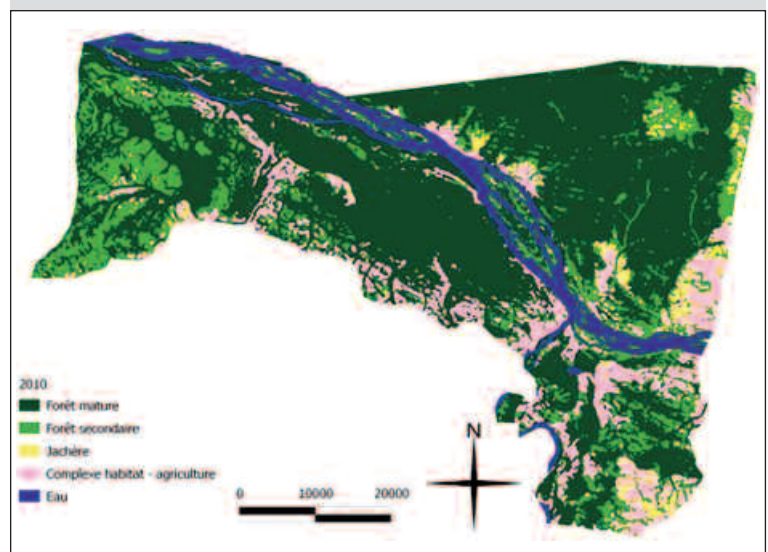 2010
Forêt mature
Forêt secondaire
Jachère
Complexe habitat - agriculture
Eau
N
0 10000 20000